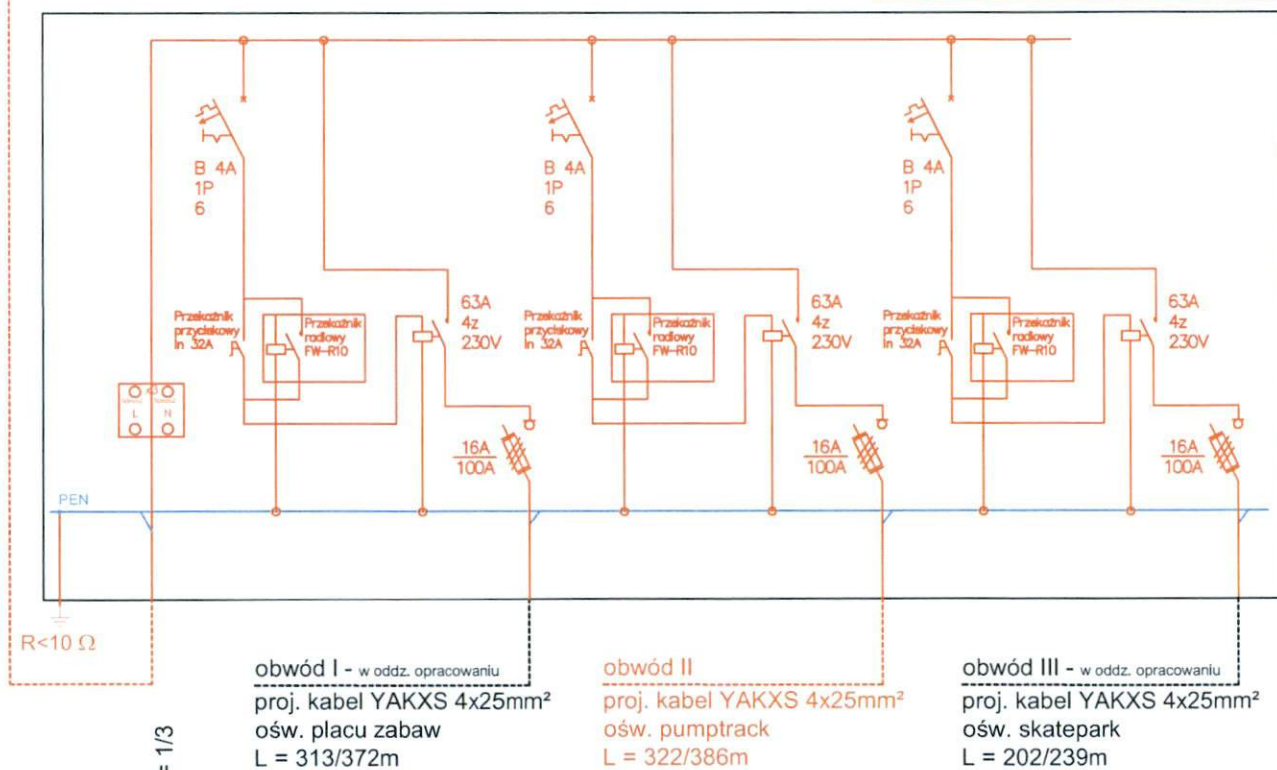 B 4A
1P
6
B 4A
1P
6
B 4A
1P
6
Przekaźnik
przyciskowy
In 32A
Przekaźnik
radiowy
FW-R10
63A
4z
230V
Przekaźnik
przyciskowy
In 32A
Przekaźnik
radiowy
FW-R10
63A
4z
230V
Przekaźnik
przyciskowy
In 32A
Przekaźnik
radiowy
FW-R10
63A
4z
230V
L N
16A
100A
16A
100A
16A
100A
PEN
R<10 Ω
= 1/3
obwód I - w oddz. opracowaniu
proj. kabel YAKXS 4x25mm²
ośw. placu zabaw
L = 313/372m
obwód II
proj. kabel YAKXS 4x25mm²
ośw. pumptrack
L = 322/386m
obwód III - w oddz. opracowaniu
proj. kabel YAKXS 4x25mm²
ośw. skatepark
L = 202/239m